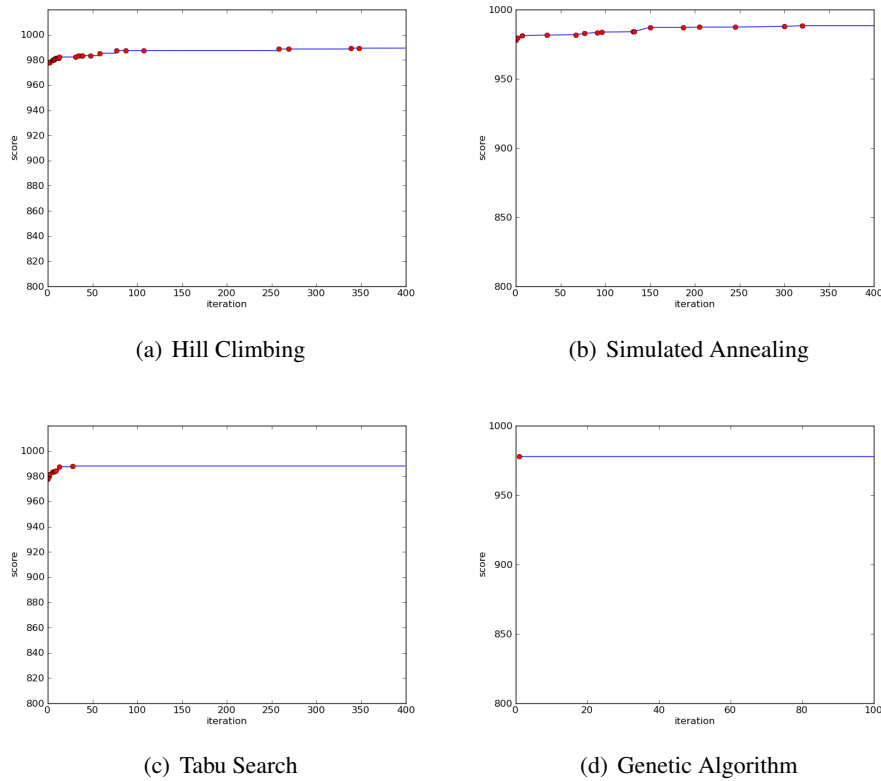 1000
980
960
940
920
900
880
860
840
820
800
score
0 50 100 150 200 250 300 350 400
iteration
(a) Hill Climbing
1000
950
900
850
800
score
0 50 100 150 200 250 300 350 400
iteration
(b) Simulated Annealing
1000
980
960
940
920
900
880
860
840
820
800
score
0 50 100 150 200 250 300 350 400
iteration
(c) Tabu Search
1000
950
900
850
800
score
0 20 40 60 80 100
iteration
(d) Genetic Algorithm